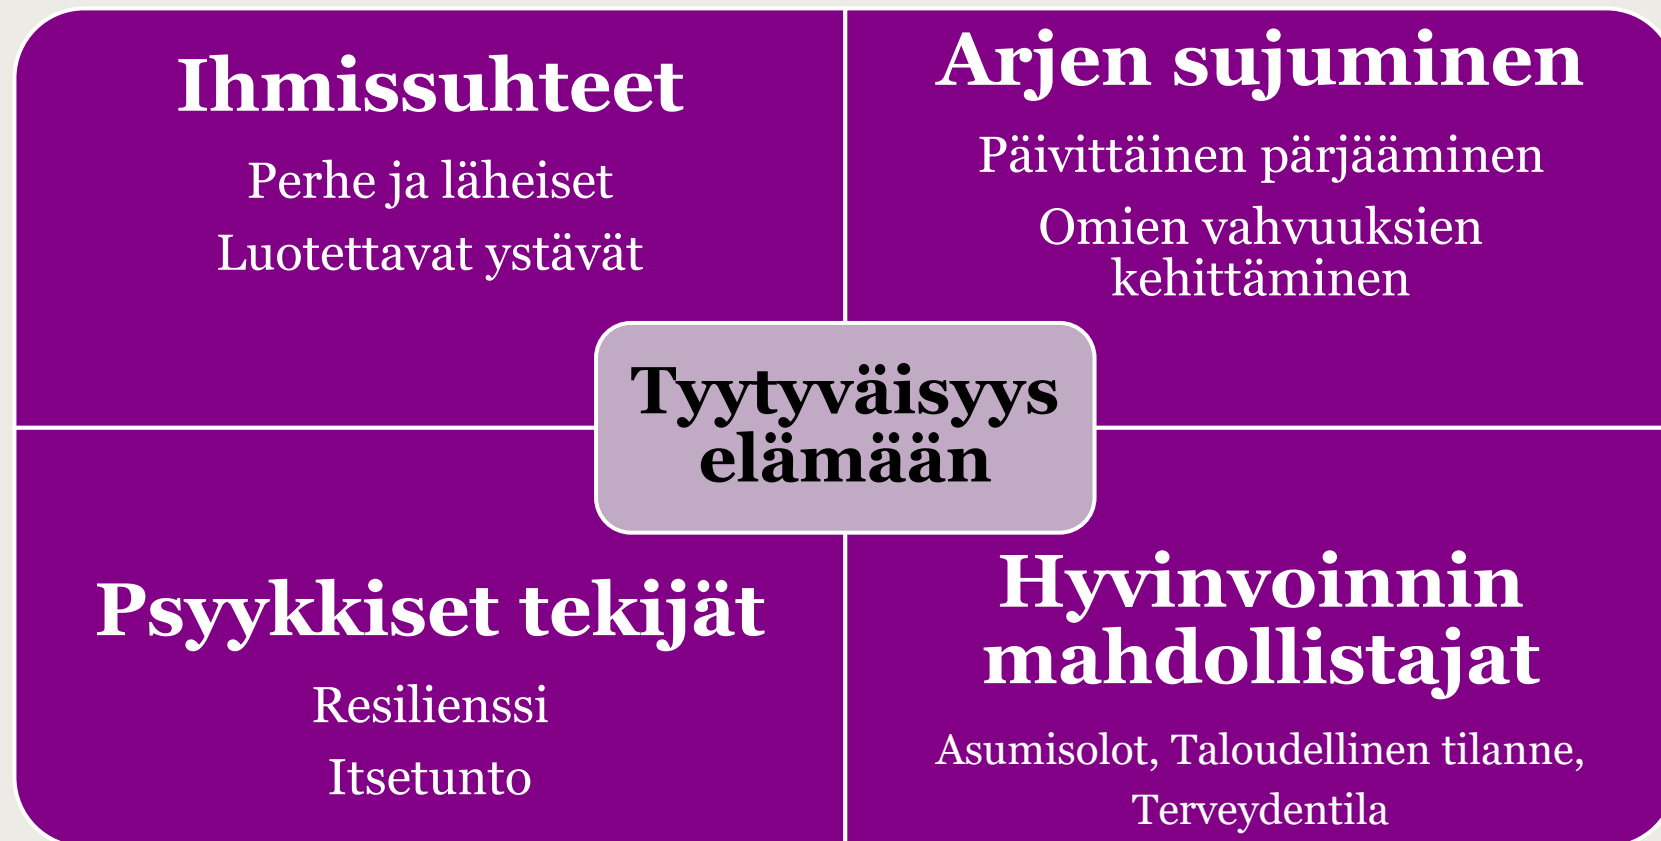 Ihmissuhteet
Perhe ja läheiset
Luotettavat ystävät
Arjen sujuminen
Päivittäinen pärjääminen
Omien vahvuuksien
kehittäminen
Tyytyväisyys
elämään
Psyykkiset tekijät
Resilienssi
Itsetunto
Hyvinvoinnin
mahdollistajat
Asumisolot, Taloudellinen tilanne,
Terveydentila